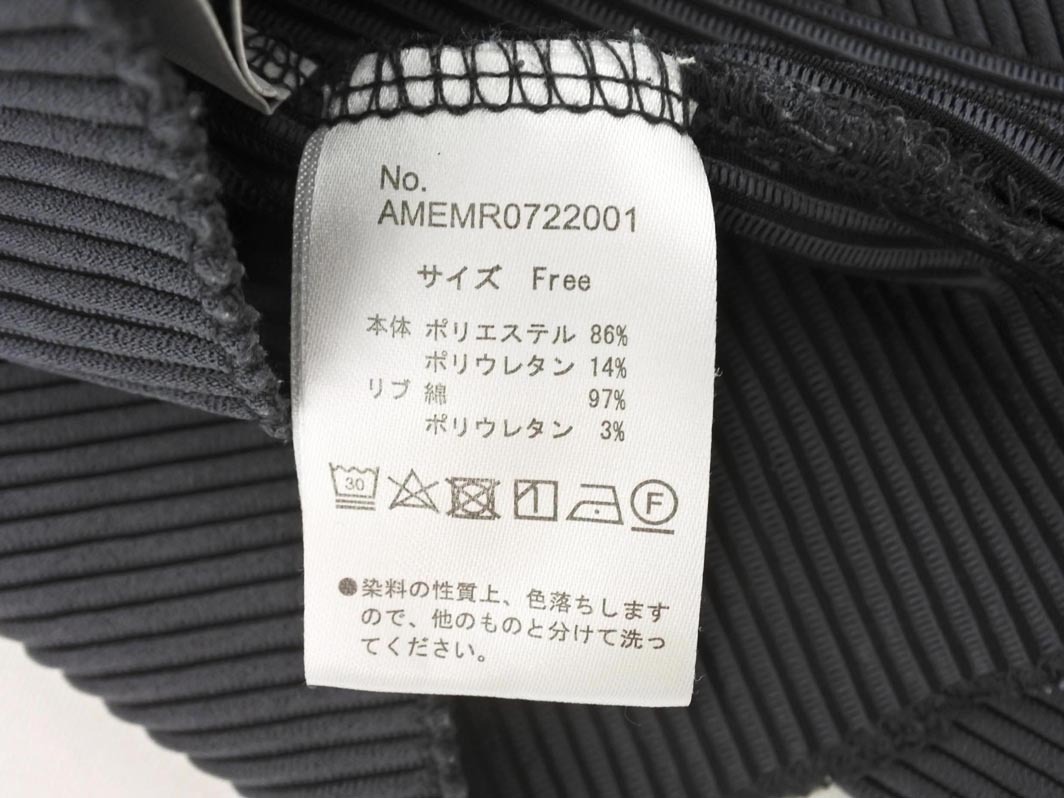 No.
AMEMR0722001
サイズ Free
本体 ポリエステル 86%
ポリウレタン 14%
リブ 綿 97%
ポリウレタン 3%
30 F
●染料の性質上、色落ちします
ので、他のものと分けて洗っ
てください。